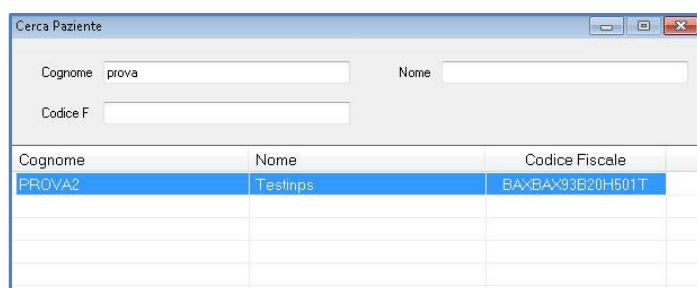 Cerca Paziente
Cognome prova Nome
Codice F
Cognome Nome Codice Fiscale
PROVA2 Testinps BAXBAX93B20H501T